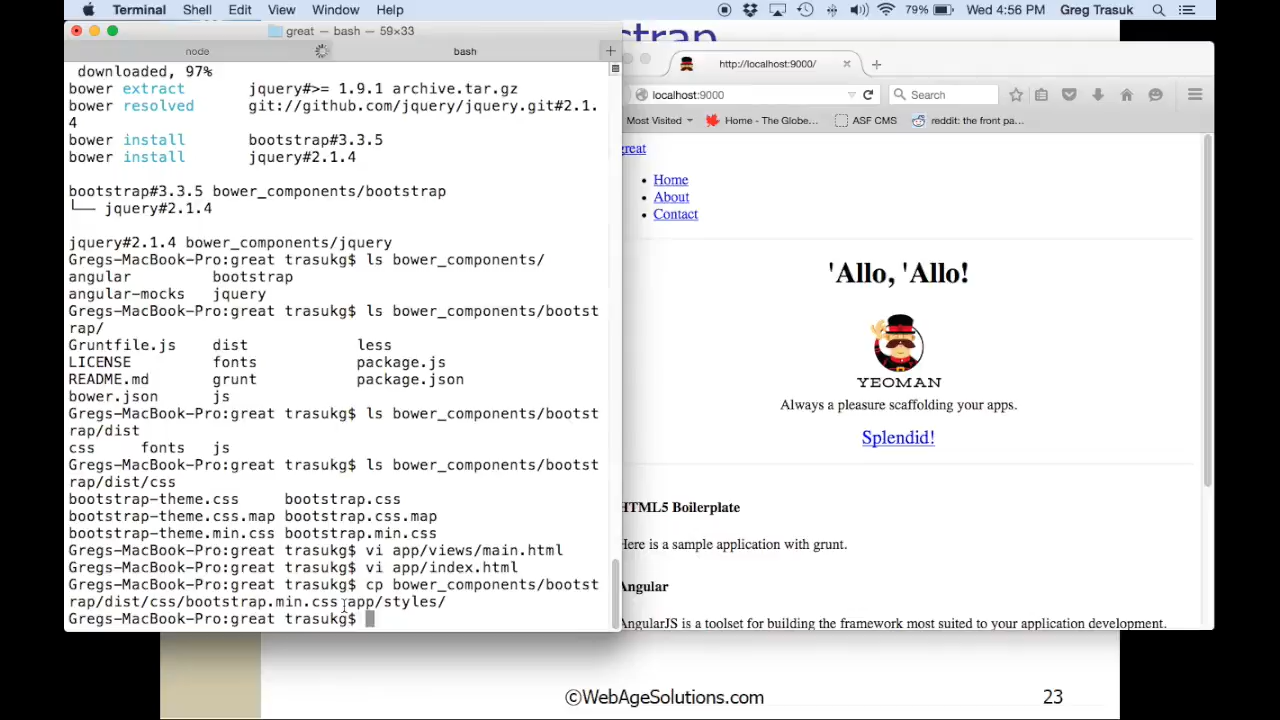 Terminal Shell Edit View Window Help 79% Wed 4:56 PM Greg Trasuk
great — bash — 59×33
node bash
downloaded, 97%
bower extract jquery#>= 1.9.1 archive.tar.gz
bower resolved git://github.com/jquery/jquery.git#2.1.
4
bower install bootstrap#3.3.5
bower install jquery#2.1.4
bootstrap#3.3.5 bower_components/bootstrap
└── jquery#2.1.4
jquery#2.1.4 bower_components/jquery
Gregs-MacBook-Pro:great trasukg$ ls bower_components/
angular bootstrap
angular-mocks jquery
Gregs-MacBook-Pro:great trasukg$ ls bower_components/bootst
rap/
Gruntfile.js dist less
LICENSE fonts package.js
README.md grunt package.json
bower.json js
Gregs-MacBook-Pro:great trasukg$ ls bower_components/bootst
rap/dist
css fonts js
Gregs-MacBook-Pro:great trasukg$ ls bower_components/bootst
rap/dist/css
bootstrap-theme.css bootstrap.css
bootstrap-theme.css.map bootstrap.css.map
bootstrap-theme.min.css bootstrap.min.css
Gregs-MacBook-Pro:great trasukg$ vi app/views/main.html
Gregs-MacBook-Pro:great trasukg$ vi app/index.html
Gregs-MacBook-Pro:great trasukg$ cp bower_components/bootst
rap/dist/css/bootstrap.min.css app/styles/
Gregs-MacBook-Pro:great trasukg$
http://localhost:9000/
localhost:9000 Search
Most Visited Home - The Globe... ASF CMS reddit: the front pa...
great
Home
About
Contact
'Allo, 'Allo!
YEOMAN
Always a pleasure scaffolding your apps.
Splendid!
HTML5 Boilerplate
Here is a sample application with grunt.
Angular
AngularJS is a toolset for building the framework most suited to your application development.
©WebAgeSolutions.com 23